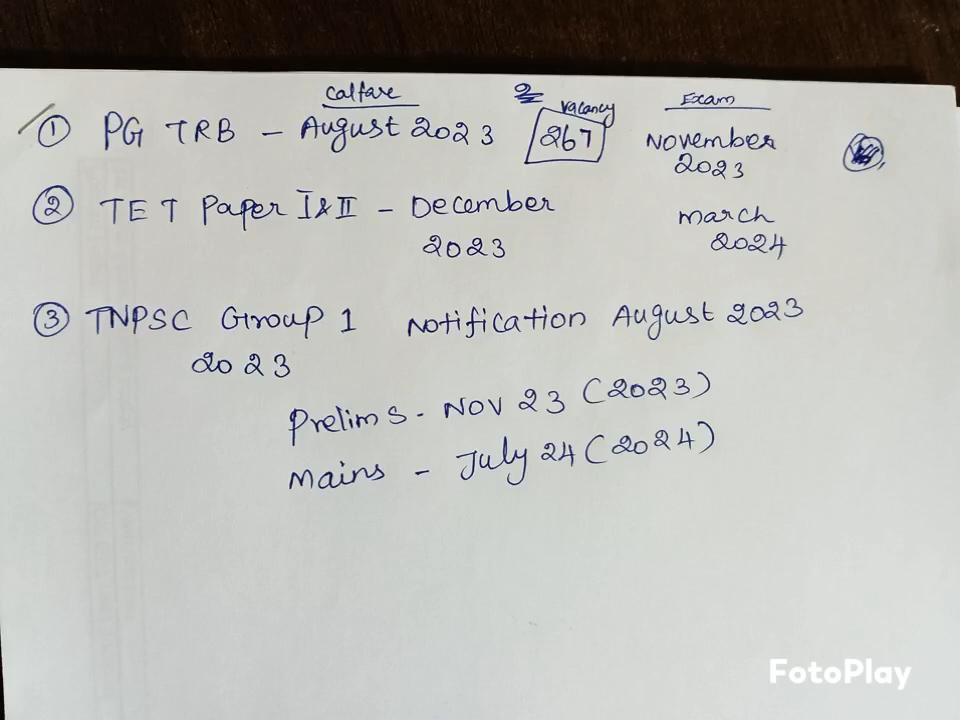 Calfare
vacancy
Exam
① PG TRB - August 2023 267 November
2023
② TET Paper I & II - December March
2023 2024
③ TNPSC Group 1 Notification August 2023
2023
Prelims - Nov 23 (2023)
Mains - July 24 (2024)
FotoPlay